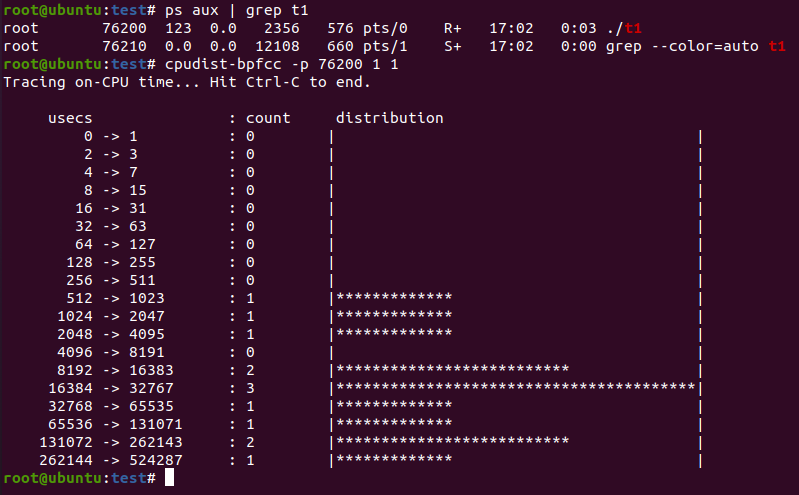 root@ubuntu:test# ps aux | grep t1
root       76200  123  0.0   2356   576 pts/0    R+   17:02   0:03 ./t1
root       76210  0.0  0.0  12108   660 pts/1    S+   17:02   0:00 grep --color=auto t1
root@ubuntu:test# cpudist-bpfcc -p 76200 1 1
Tracing on-CPU time... Hit Ctrl-C to end.

     usecs               : count     distribution
         0 -> 1          : 0        |                                        |
         2 -> 3          : 0        |                                        |
         4 -> 7          : 0        |                                        |
         8 -> 15         : 0        |                                        |
        16 -> 31         : 0        |                                        |
        32 -> 63         : 0        |                                        |
        64 -> 127        : 0        |                                        |
       128 -> 255        : 0        |                                        |
       256 -> 511        : 0        |                                        |
       512 -> 1023       : 1        |*************                           |
      1024 -> 2047       : 1        |*************                           |
      2048 -> 4095       : 1        |*************                           |
      4096 -> 8191       : 0        |                                        |
      8192 -> 16383      : 2        |**************************              |
     16384 -> 32767      : 3        |****************************************|
     32768 -> 65535      : 1        |*************                           |
     65536 -> 131071     : 1        |*************                           |
    131072 -> 262143     : 2        |**************************              |
    262144 -> 524287     : 1        |*************                           |
root@ubuntu:test#